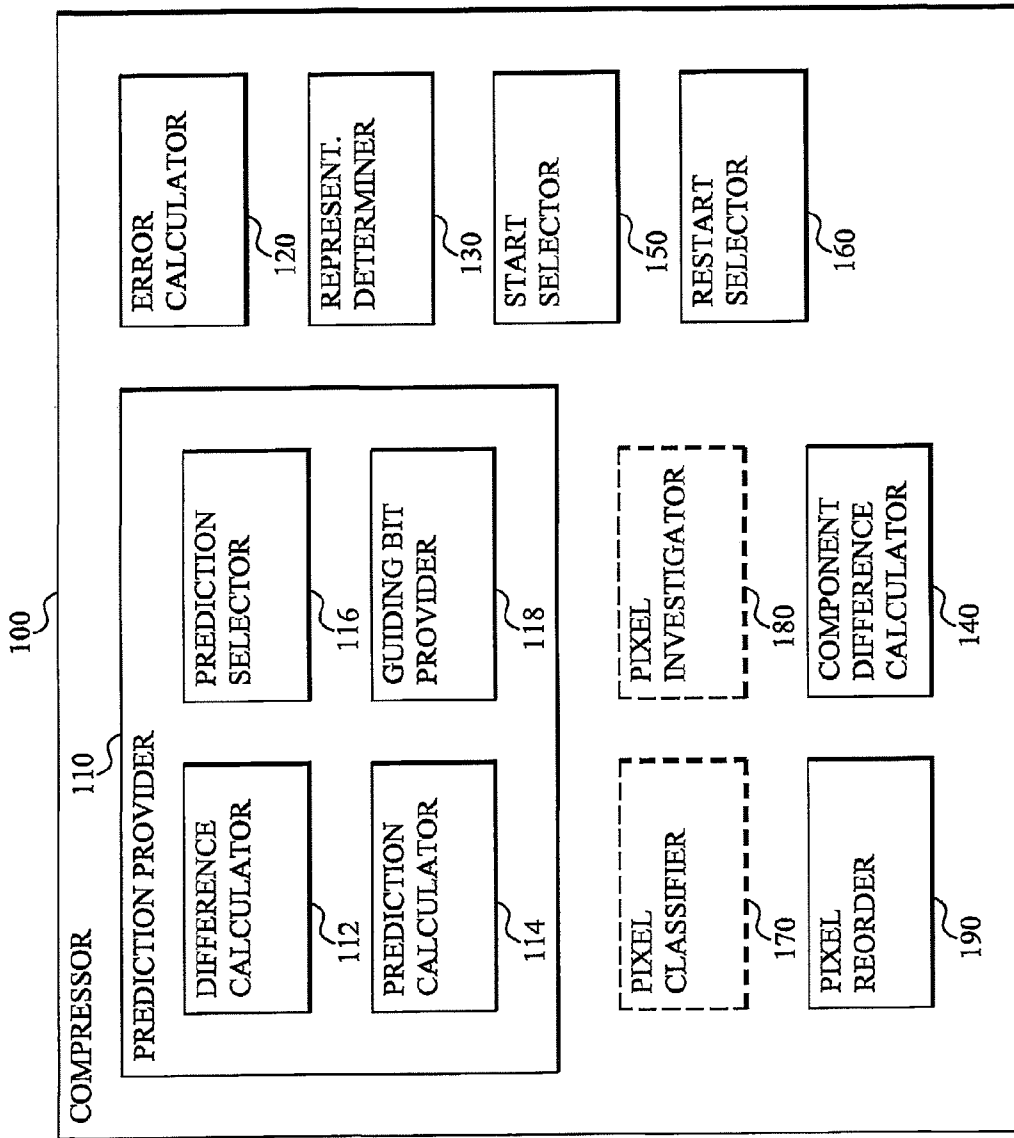 100
COMPRESSOR
110
PREDICTION PROVIDER
DIFFERENCE
CALCULATOR
112
PREDICTION
SELECTOR
116
PREDICTION
CALCULATOR
114
GUIDING BIT
PROVIDER
118
ERROR
CALCULATOR
120
REPRESENT.
DETERMINER
130
START
SELECTOR
150
RESTART
SELECTOR
160
PIXEL
CLASSIFIER
170
PIXEL
INVESTIGATOR
180
PIXEL
REORDER
190
COMPONENT
DIFFERENCE
CALCULATOR
140